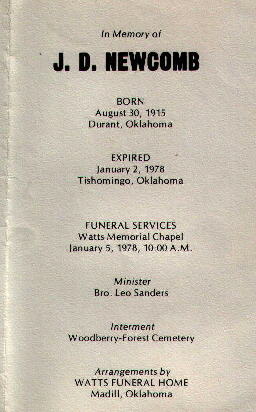 In Memory of
J. D. NEWCOMB
BORN
August 30, 1915
Durant, Oklahoma
EXPIRED
January 2, 1978
Tishomingo, Oklahoma
FUNERAL SERVICES
Watts Memorial Chapel
January 5, 1978, 10:00 A.M.
Minister
Bro. Leo Sanders
Interment
Woodberry-Forest Cemetery
Arrangements by
WATTS FUNERAL HOME
Madill, Oklahoma